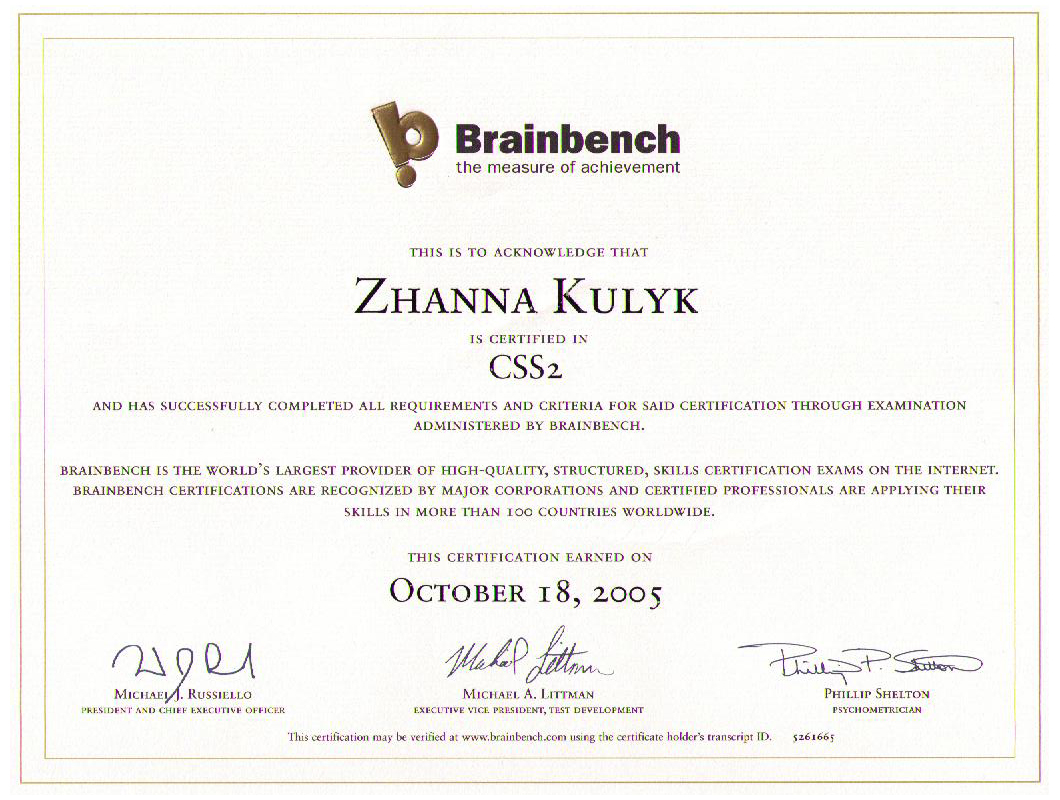 Brainbench
the measure of achievement
THIS IS TO ACKNOWLEDGE THAT
ZHANNA KULYK
IS CERTIFIED IN
CSS2
AND HAS SUCCESSFULLY COMPLETED ALL REQUIREMENTS AND CRITERIA FOR SAID CERTIFICATION THROUGH EXAMINATION
ADMINISTERED BY BRAINBENCH.
BRAINBENCH IS THE WORLD'S LARGEST PROVIDER OF HIGH-QUALITY, STRUCTURED, SKILLS CERTIFICATION EXAMS ON THE INTERNET.
BRAINBENCH CERTIFICATIONS ARE RECOGNIZED BY MAJOR CORPORATIONS AND CERTIFIED PROFESSIONALS ARE APPLYING THEIR
SKILLS IN MORE THAN 100 COUNTRIES WORLDWIDE.
THIS CERTIFICATION EARNED ON
OCTOBER 18, 2005
Michael Littman
Phillip P. Shelton
MICHAEL J. RUSSIELLO
PRESIDENT AND CHIEF EXECUTIVE OFFICER
MICHAEL A. LITTMAN
EXECUTIVE VICE PRESIDENT, TEST DEVELOPMENT
PHILLIP SHELTON
PSYCHOMETRICIAN
This certification may be verified at www.brainbench.com using the certificate holder's transcript ID. 5261665